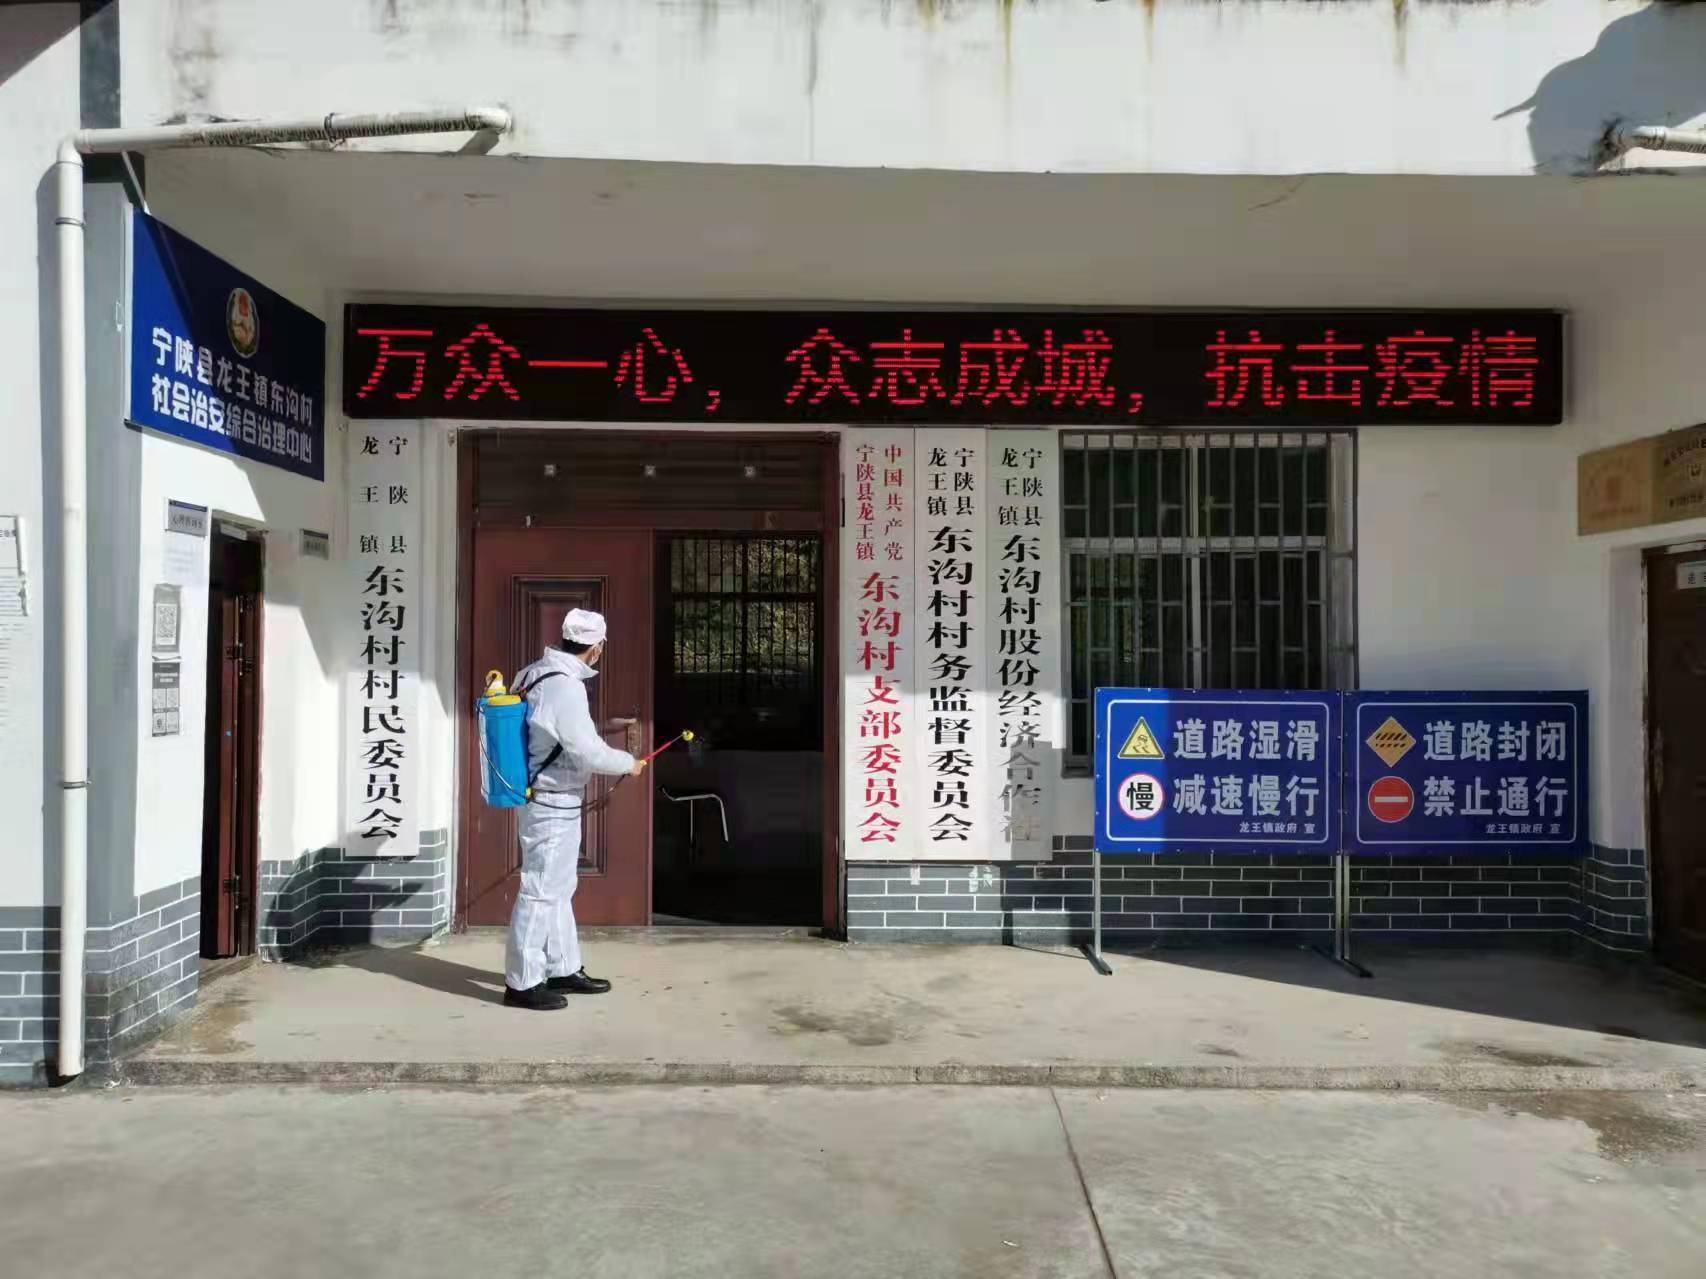 万众一心，众志成城，抗击疫情
宁陕县龙王镇东沟村
社会治安综合治理中心
宁陕县
龙王镇
东沟村村民委员会
中国共产党
宁陕县龙王镇
东沟村支部委员会
宁陕县
龙王镇
东沟村村务监督委员会
宁陕县
龙王镇
东沟村股份经济合作社
道路湿滑
慢
减速慢行
龙王镇政府 宣
道路封闭
禁止通行
龙王镇政府 宣